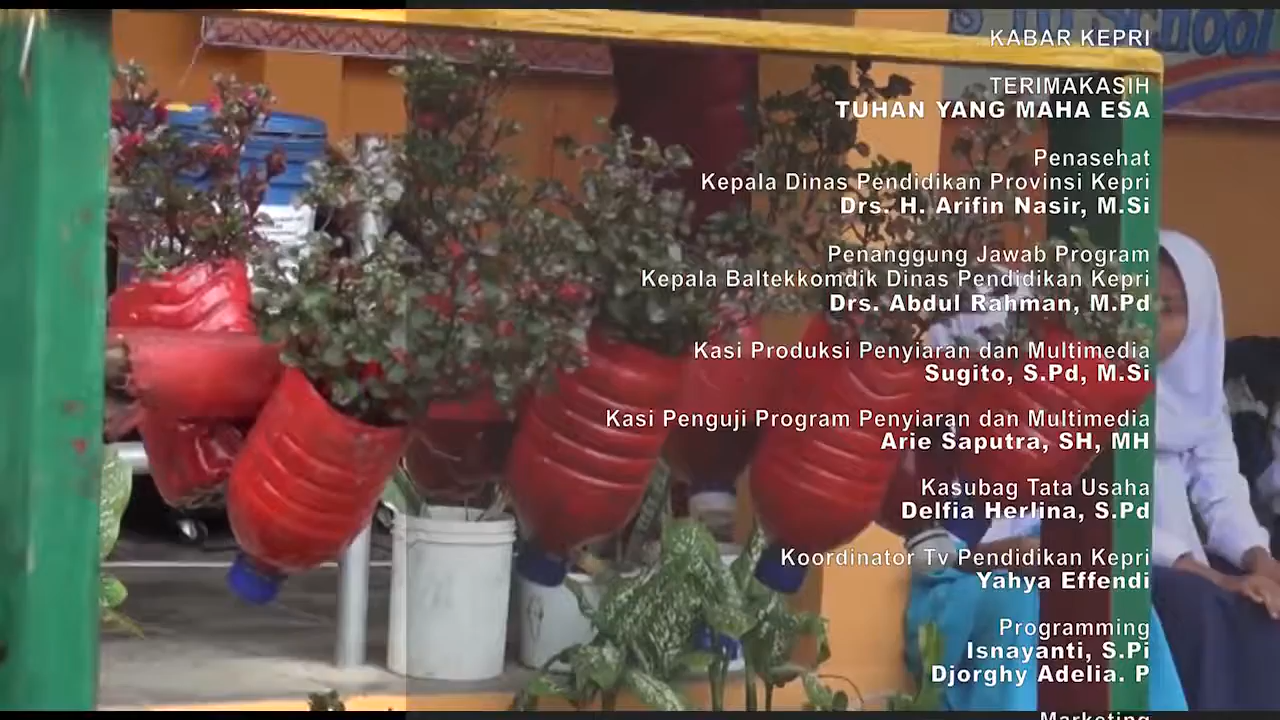 KABAR KEPRI
TERIMAKASIH
TUHAN YANG MAHA ESA
Penasehat
Kepala Dinas Pendidikan Provinsi Kepri
Drs. H. Arifin Nasir, M.Si
Penanggung Jawab Program
Kepala Baltekkomdik Dinas Pendidikan Kepri
Drs. Abdul Rahman, M.Pd
Kasi Produksi Penyiaran dan Multimedia
Sugito, S.Pd, M.Si
Kasi Penguji Program Penyiaran dan Multimedia
Arie Saputra, SH, MH
Kasubag Tata Usaha
Delfia Herlina, S.Pd
Koordinator Tv Pendidikan Kepri
Yahya Effendi
Programming
Isnayanti, S.Pi
Djorghy Adelia. P
Marketing